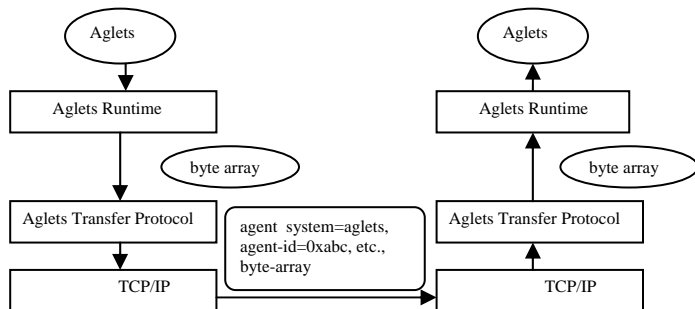 Aglets
Aglets
Aglets Runtime
Aglets Runtime
byte array
byte array
Aglets Transfer Protocol
Aglets Transfer Protocol
agent system=aglets,
agent-id=0xabc, etc.,
byte-array
TCP/IP
TCP/IP